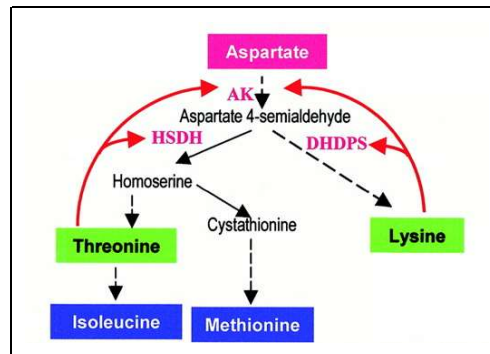 Aspartate
AK
Aspartate 4-semialdehyde
HSDH
DHDPS
Homoserine
Cystathionine
Threonine
Lysine
Isoleucine
Methionine